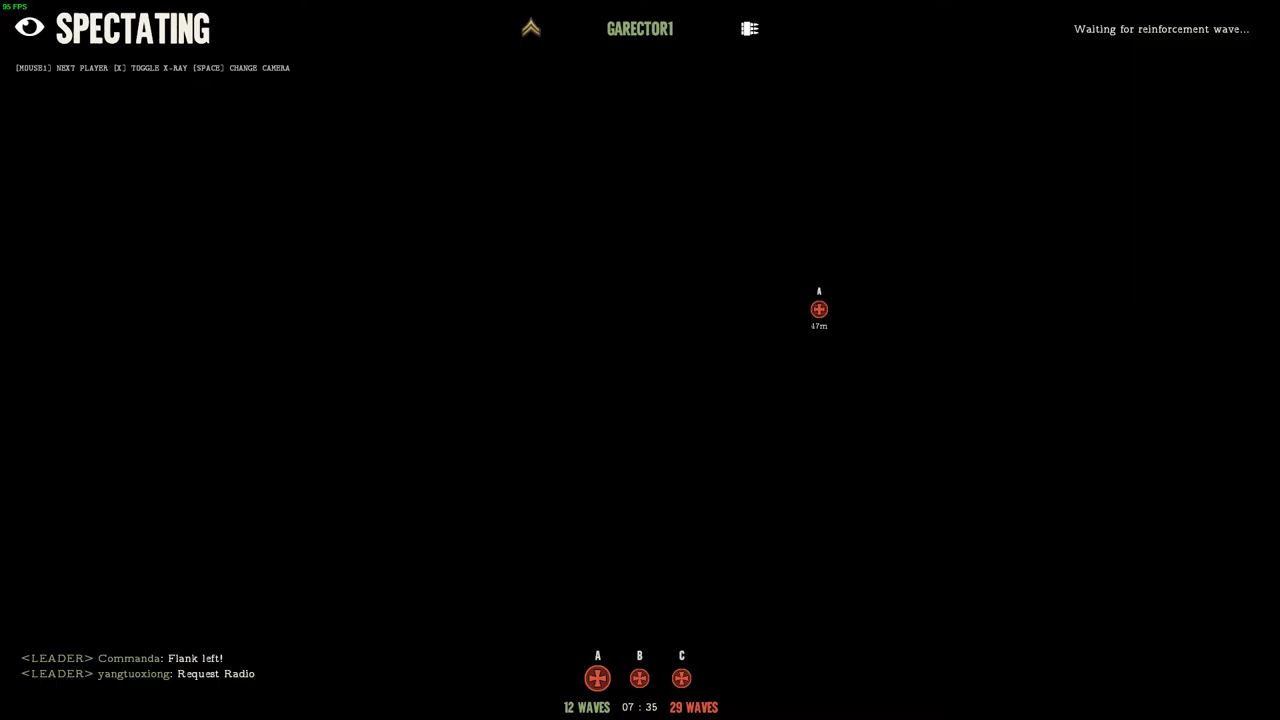 95 FPS
SPECTATING
GARECTOR1
Waiting for reinforcement wave...
[MOUSE1] NEXT PLAYER [X] TOGGLE X-RAY [SPACE] CHANGE CAMERA
A
47m
<LEADER> Commanda: Flank left!
<LEADER> yangtuoxiong: Request Radio
A B C
12 WAVES 07 : 35 29 WAVES